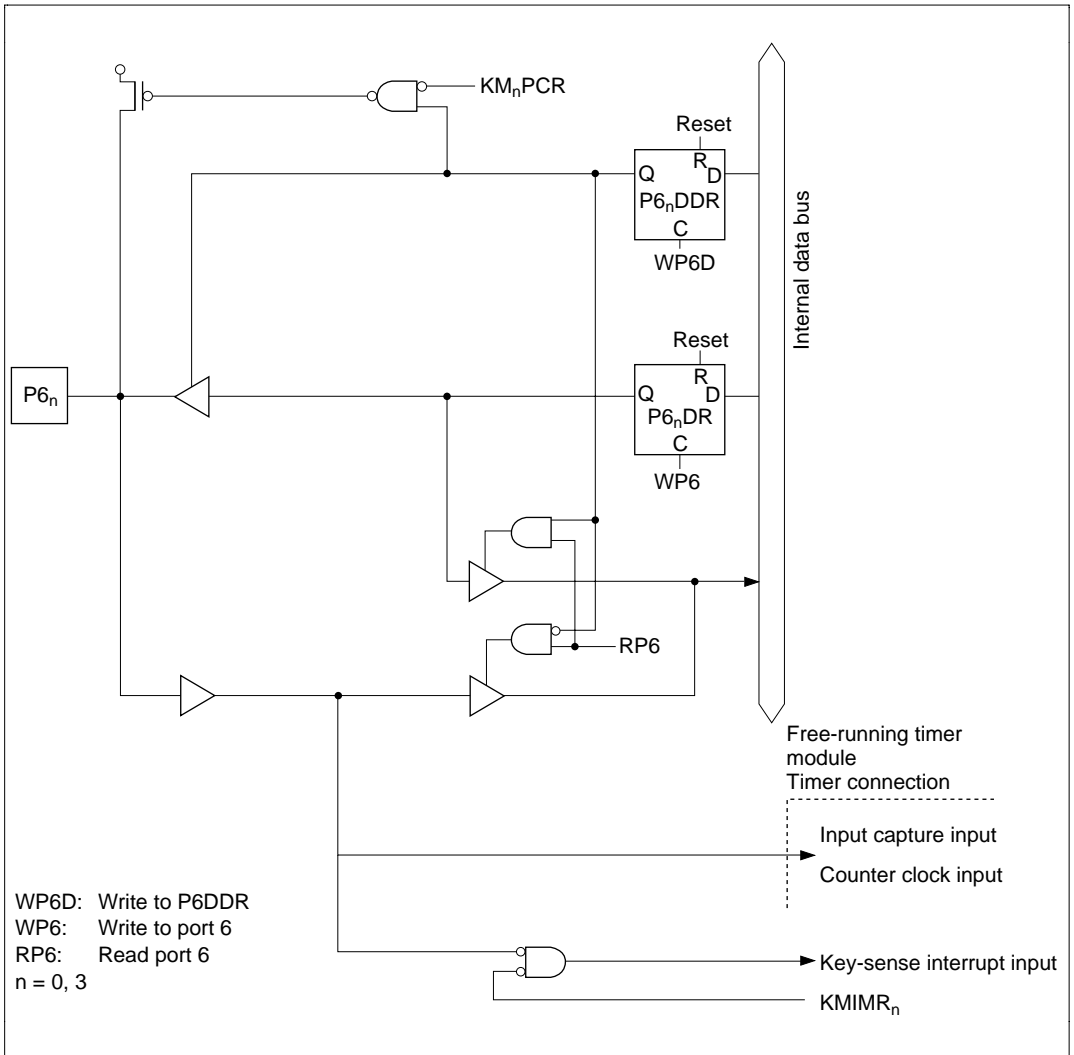 KMnPCR
Reset
R
Q
D
P6nDDR
C
WP6D
Internal data bus
Reset
R
P6n
Q
D
P6nDR
C
WP6
RP6
Free-running timer
module
Timer connection
Input capture input
Counter clock input
WP6D: Write to P6DDR
WP6: Write to port 6
RP6: Read port 6
n = 0, 3
Key-sense interrupt input
KMIMRn